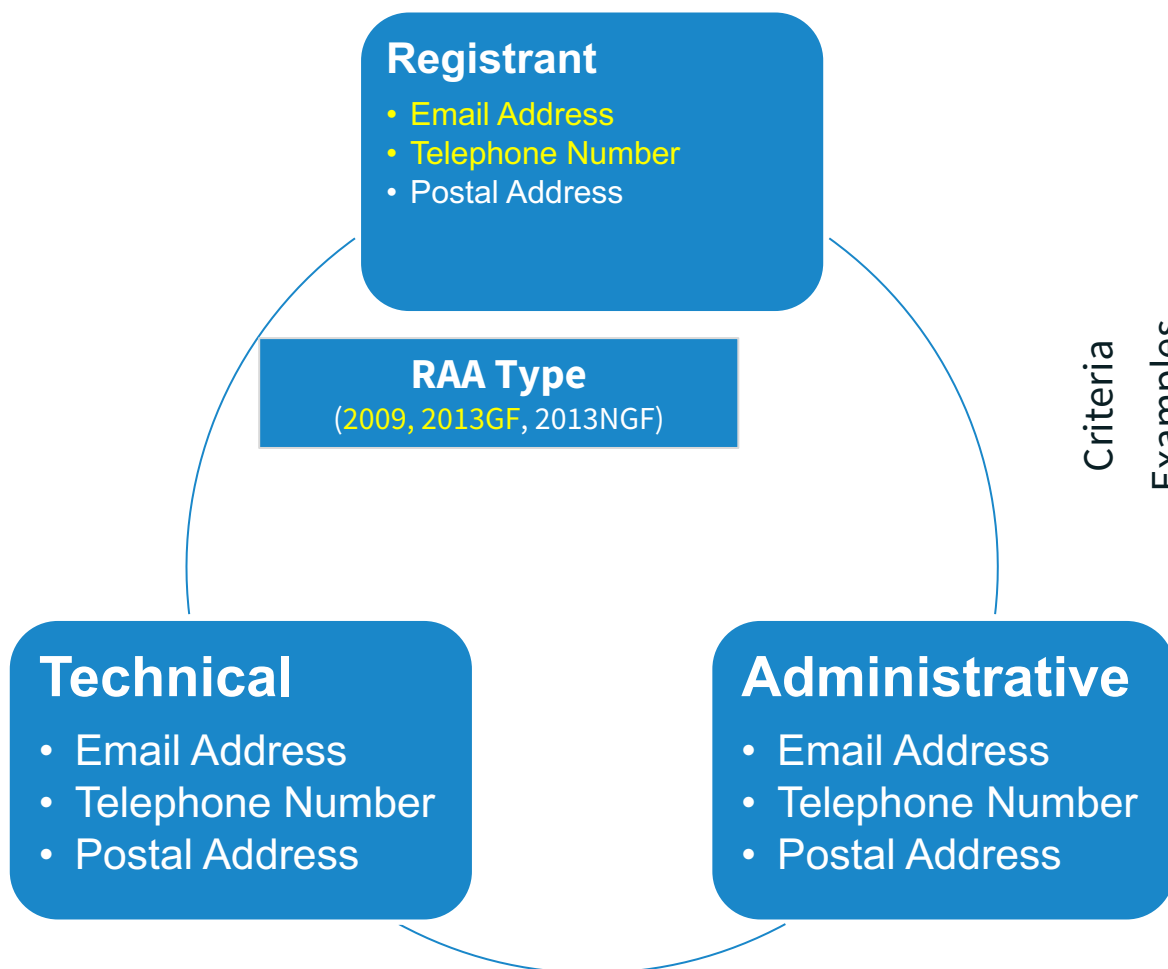 Registrant
• Email Address
• Telephone Number
• Postal Address
RAA Type
(2009, 2013GF, 2013NGF)
Criteria
Examples
Technical
• Email Address
• Telephone Number
• Postal Address
Administrative
• Email Address
• Telephone Number
• Postal Address